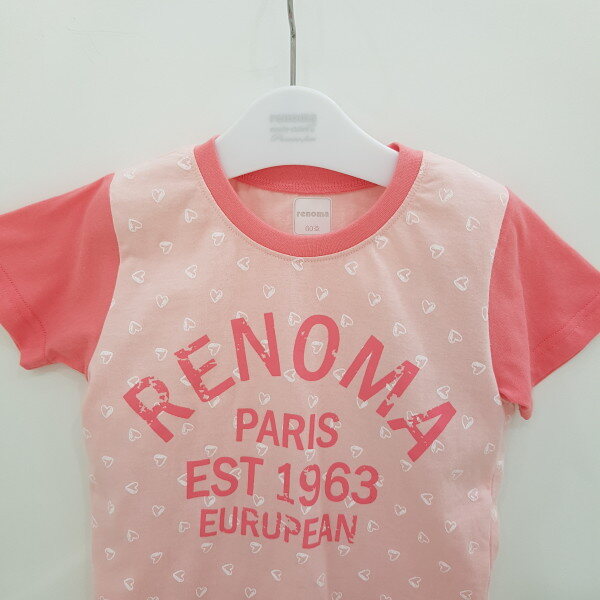 renoma
renoma
RENOMA
PARIS
EST 1963
EURUPEAN